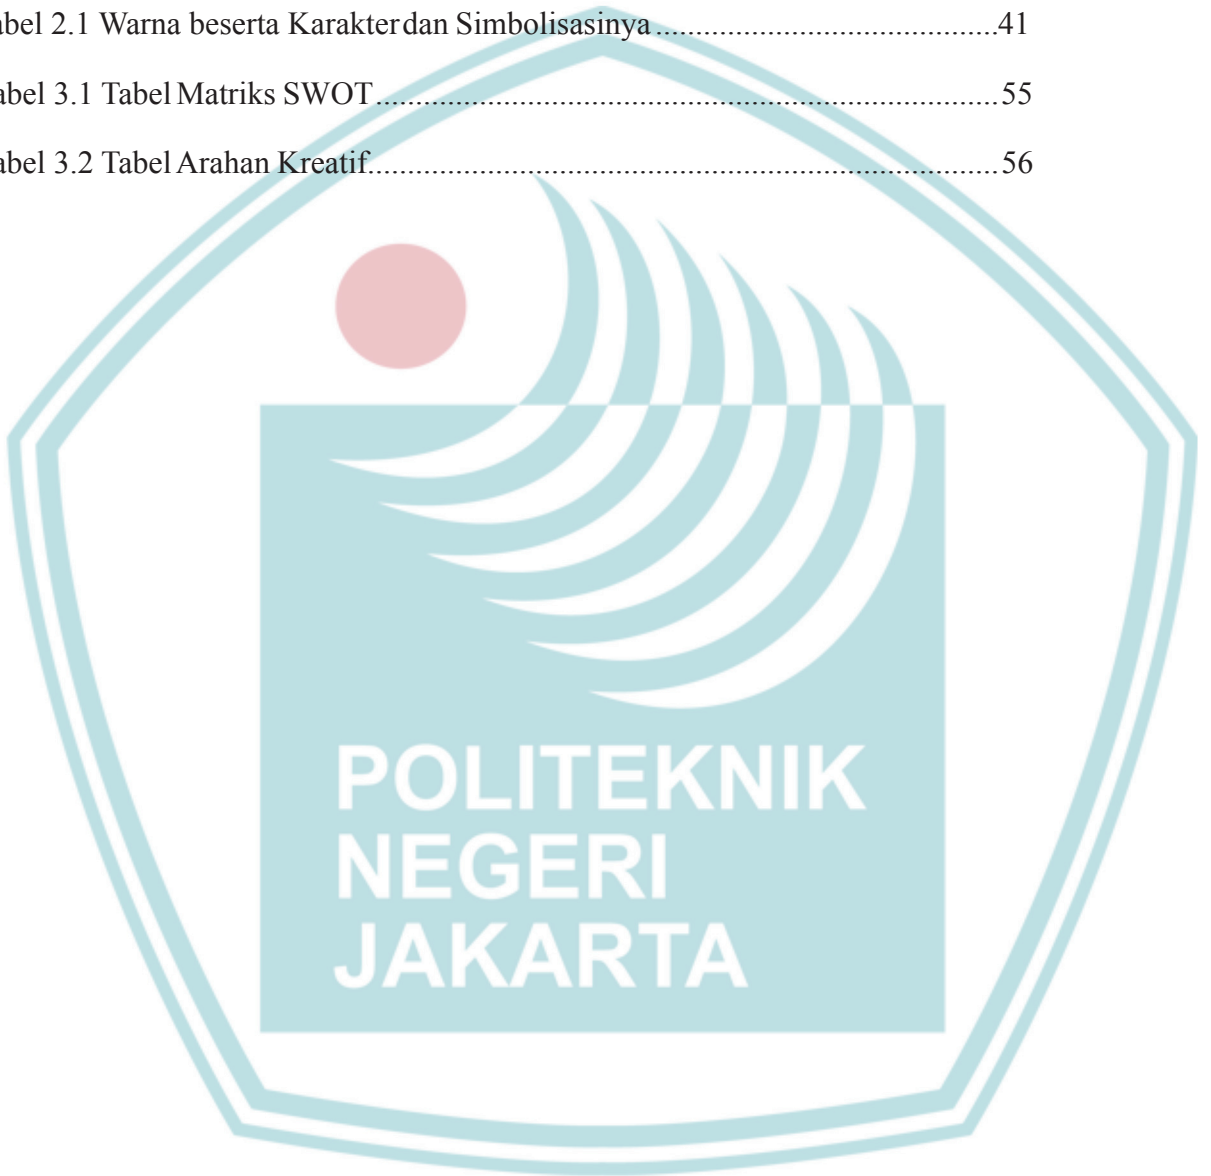 abel 2.1 Warna beserta Karakter dan Simbolisasinya.....................................41
abel 3.1 Tabel Matriks SWOT...................................................................55
abel 3.2 Tabel Arahan Kreatif....................................................................56
POLITEKNIK
NEGERI
JAKARTA